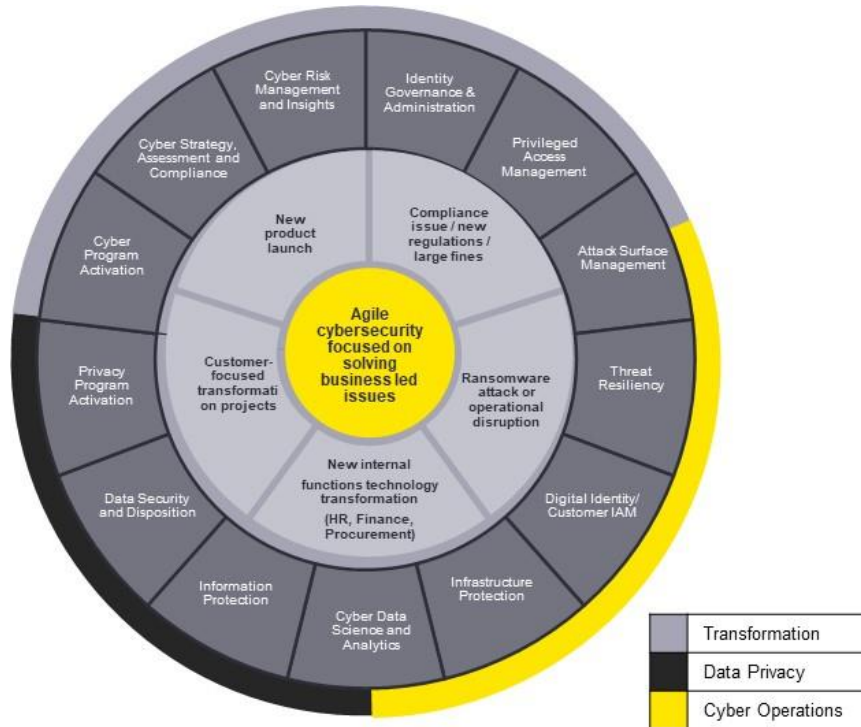 Cyber Risk
Management
and Insights
Identity
Governance &
Administration
Privileged
Access
Management
Attack Surface
Management
Threat
Resiliency
Digital Identity/
Customer IAM
Infrastructure
Protection
Cyber Data
Science and
Analytics
Information
Protection
Data Security
and Disposition
Privacy
Program
Activation
Cyber
Program
Activation
Cyber Strategy,
Assessment and
Compliance
New
product
launch
Compliance
issue / new
regulations /
large fines
Ransomware
attack or
operational
disruption
New internal
functions technology
transformation
(HR, Finance,
Procurement)
Customer-
focused
transformati
on projects
Agile
cybersecurity
focused on
solving
business led
issues
Transformation
Data Privacy
Cyber Operations